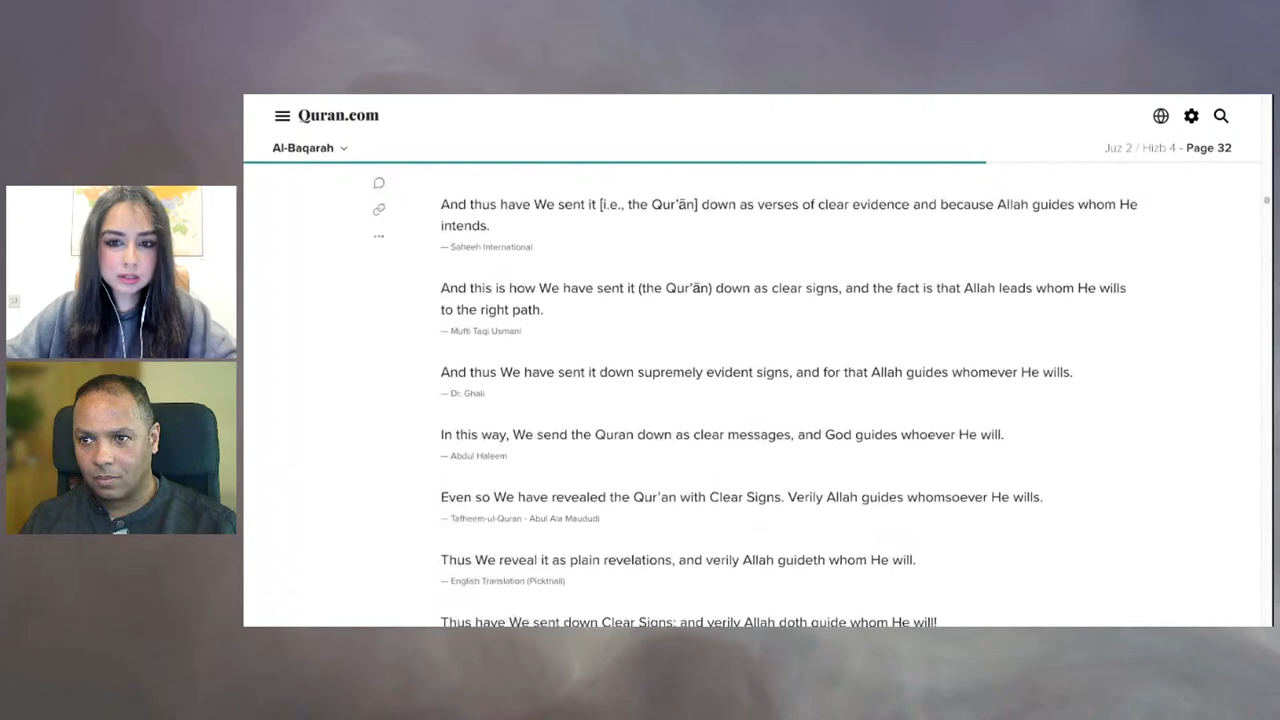 Quran.com
Al-Baqarah
Juz 2 / Hizb 4 - Page 32
And thus have We sent it [i.e., the Qur’ān] down as verses of clear evidence and because Allah guides whom He
intends.
— Saheeh International
And this is how We have sent it (the Qur’ān) down as clear signs, and the fact is that Allah leads whom He wills
to the right path.
— Mufti Taqi Usmani
And thus We have sent it down supremely evident signs, and for that Allah guides whomever He wills.
— Dr. Ghali
In this way, We send the Quran down as clear messages, and God guides whoever He will.
— Abdul Haleem
Even so We have revealed the Qur’an with Clear Signs. Verily Allah guides whomsoever He wills.
— Tafheem-ul-Quran - Abul Ala Maududi
Thus We reveal it as plain revelations, and verily Allah guideth whom He will.
— English Translation (Pickthall)
Thus have We sent down Clear Signs; and verily Allah doth guide whom He will!